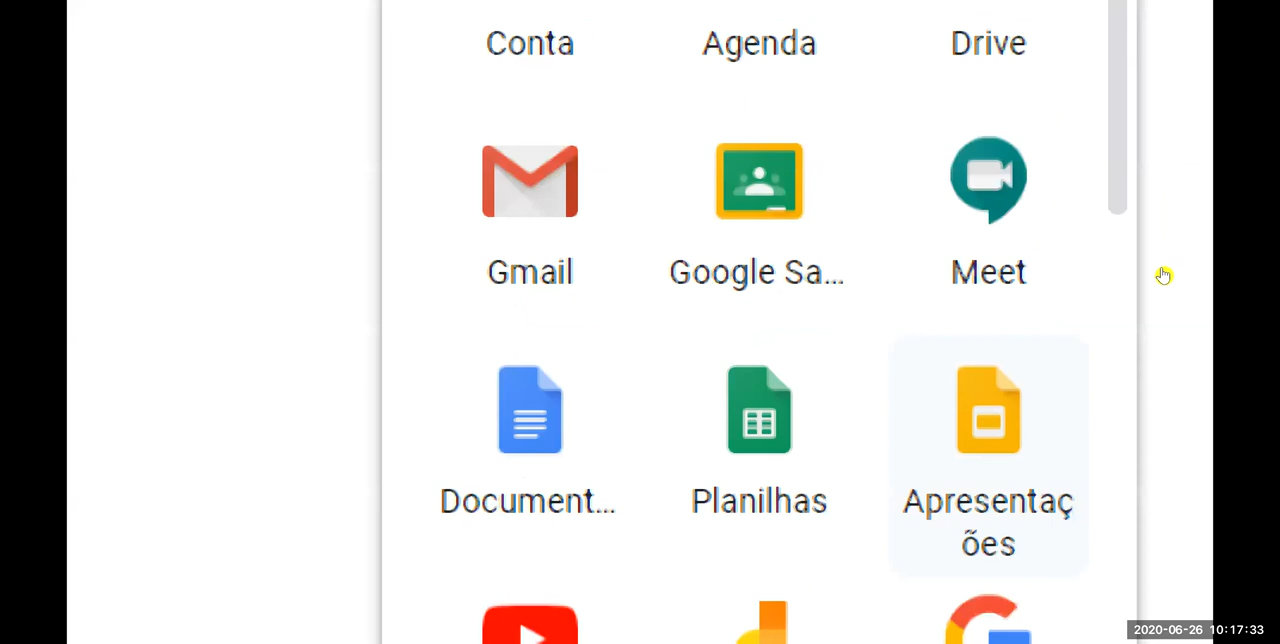 Conta Agenda Drive
Gmail Google Sa... Meet
Document... Planilhas Apresentaç
ões
2020-06-26 10:17:33